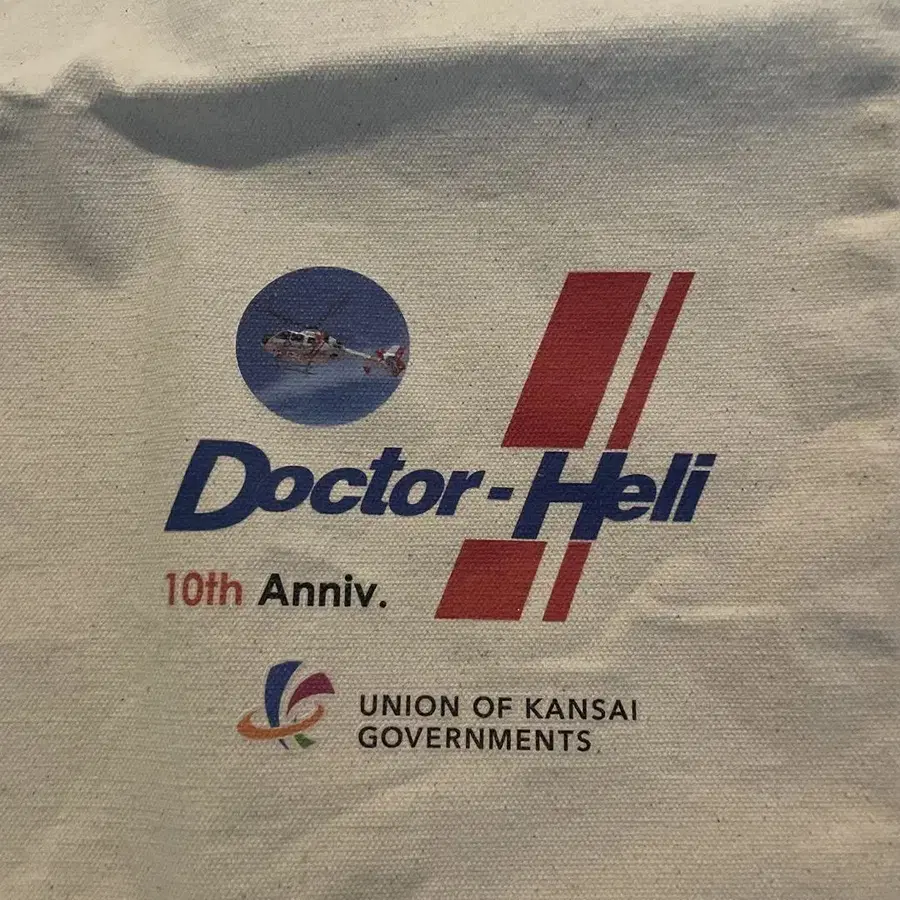 Doctor-Heli
10th Anniv.
UNION OF KANSAI
GOVERNMENTS